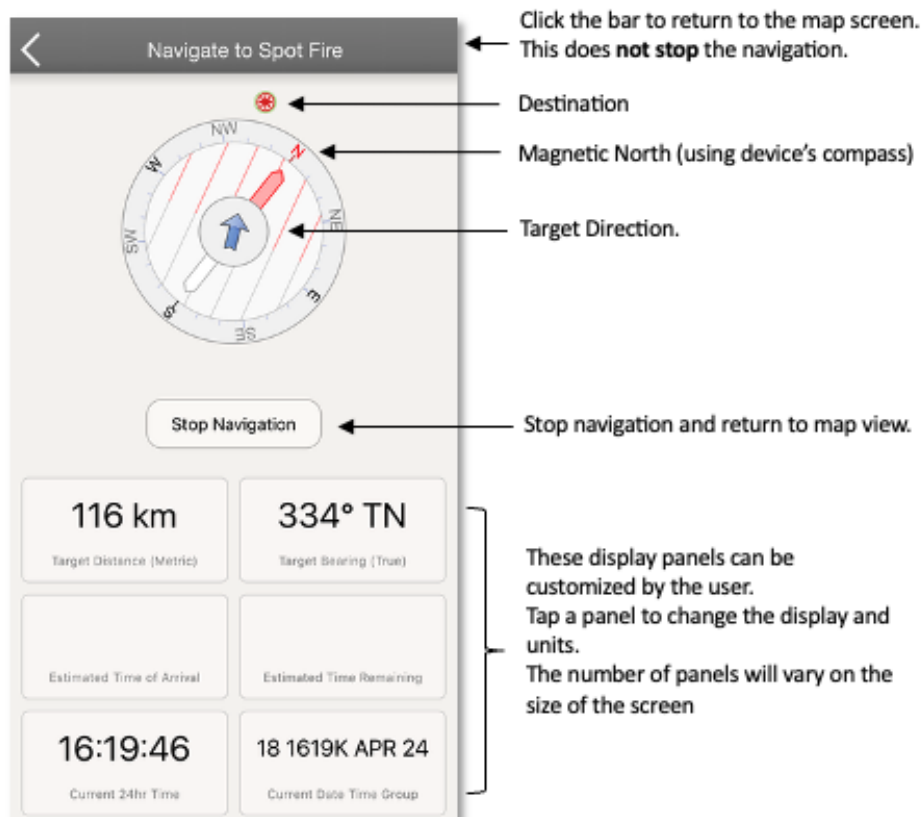 Navigate to Spot Fire
Click the bar to return to the map screen.
This does not stop the navigation.
Destination
Magnetic North (using device's compass)
Target Direction.
NW
N
W
NE
SW
E
S
SE
Stop Navigation
Stop navigation and return to map view.
116 km
Target Distance (Metric)
334° TN
Target Bearing (True)
These display panels can be
customized by the user.
Tap a panel to change the display and
units.
The number of panels will vary on the
size of the screen
Estimated Time of Arrival
Estimated Time Remaining
16:19:46
Current 24hr Time
18 1619K APR 24
Current Date Time Group